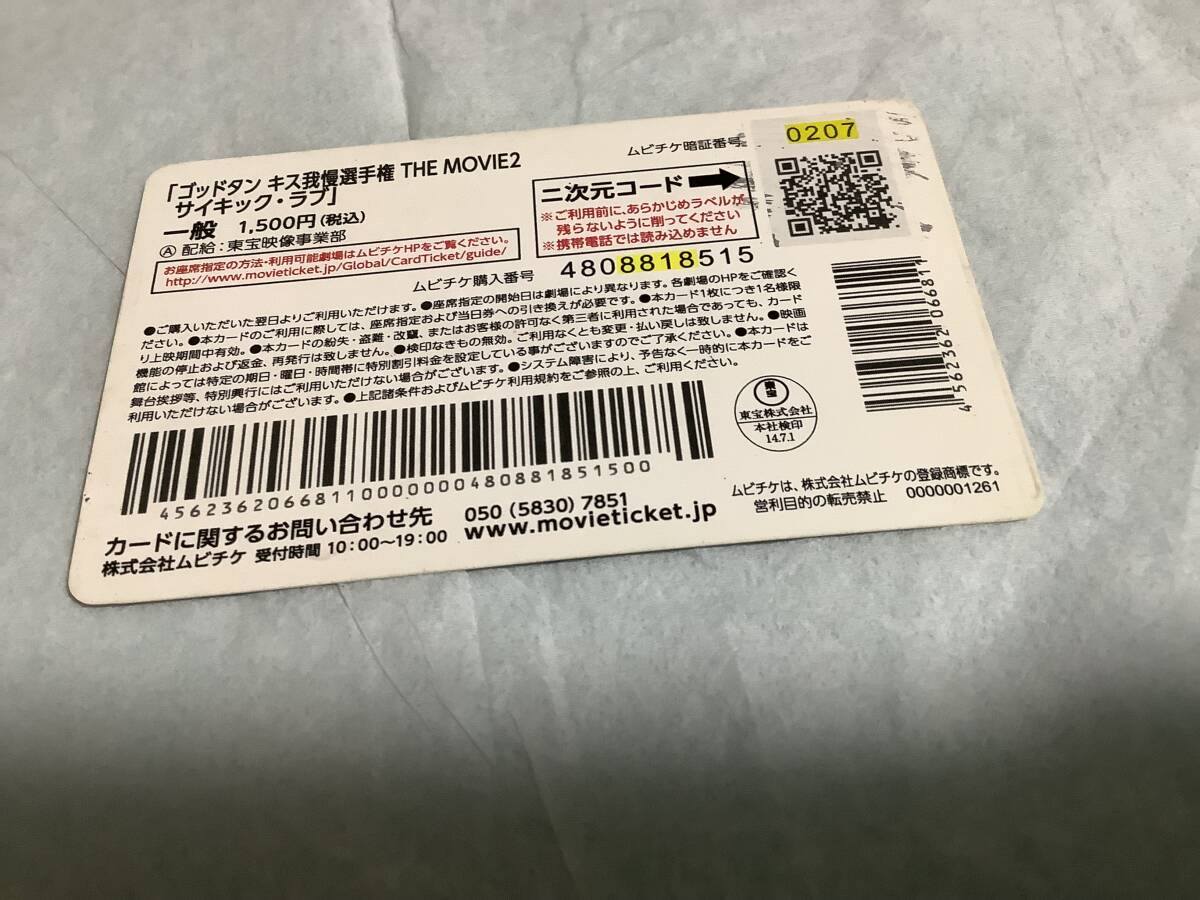 「ゴッドタン キス我慢選手権 THE MOVIE2
サイキック・ラブ」
一般 1,500円(税込)
Ⓐ 配給:東宝映像事業部
お座席指定の方法・利用可能劇場はムビチケHPをご覧ください。
http://www.movieticket.jp/Global/CardTicket/guide/
ムビチケ暗証番号
0207
二次元コード
※ご利用前に、あらかじめラベルが
残らないように削ってください
※携帯電話では読み込めません
ムビチケ購入番号 4808818515
●ご購入いただいた翌日よりご利用いただけます。●座席指定の開始日は劇場により異なります。各劇場のHPをご確認く
ださい。●本カードのご利用に際しては、座席指定および当日券への引き換えが必要です。●本カード1枚につき1名様限
り上映期間中有効。●本カードの紛失・盗難・改竄、またはお客様の許可なく第三者に利用された場合であっても、カード
機能の停止および返金、再発行は致しません。●検印なきもの無効。ご利用なくとも変更・払い戻しは致しません。●映画
館によっては特定の期日・曜日・時間帯に特別割引料金を設定している事がございますのでご了承ください。●本カードは
舞台挨拶等、特別興行にはご利用いただけない場合がございます。●システム障害により、予告なく一時的に本カードをご
利用いただけない場合がございます。●上記諸条件およびムビチケ利用規約をご参照の上、ご利用ください。
45623620668110000000480881851500
4562362 066811
東宝
東宝株式会社
本社検印
14.7.1
カードに関するお問い合わせ先
株式会社ムビチケ 受付時間 10:00~19:00
050 (5830) 7851
www.movieticket.jp
ムビチケは、株式会社ムビチケの登録商標です。
営利目的の転売禁止 0000001261